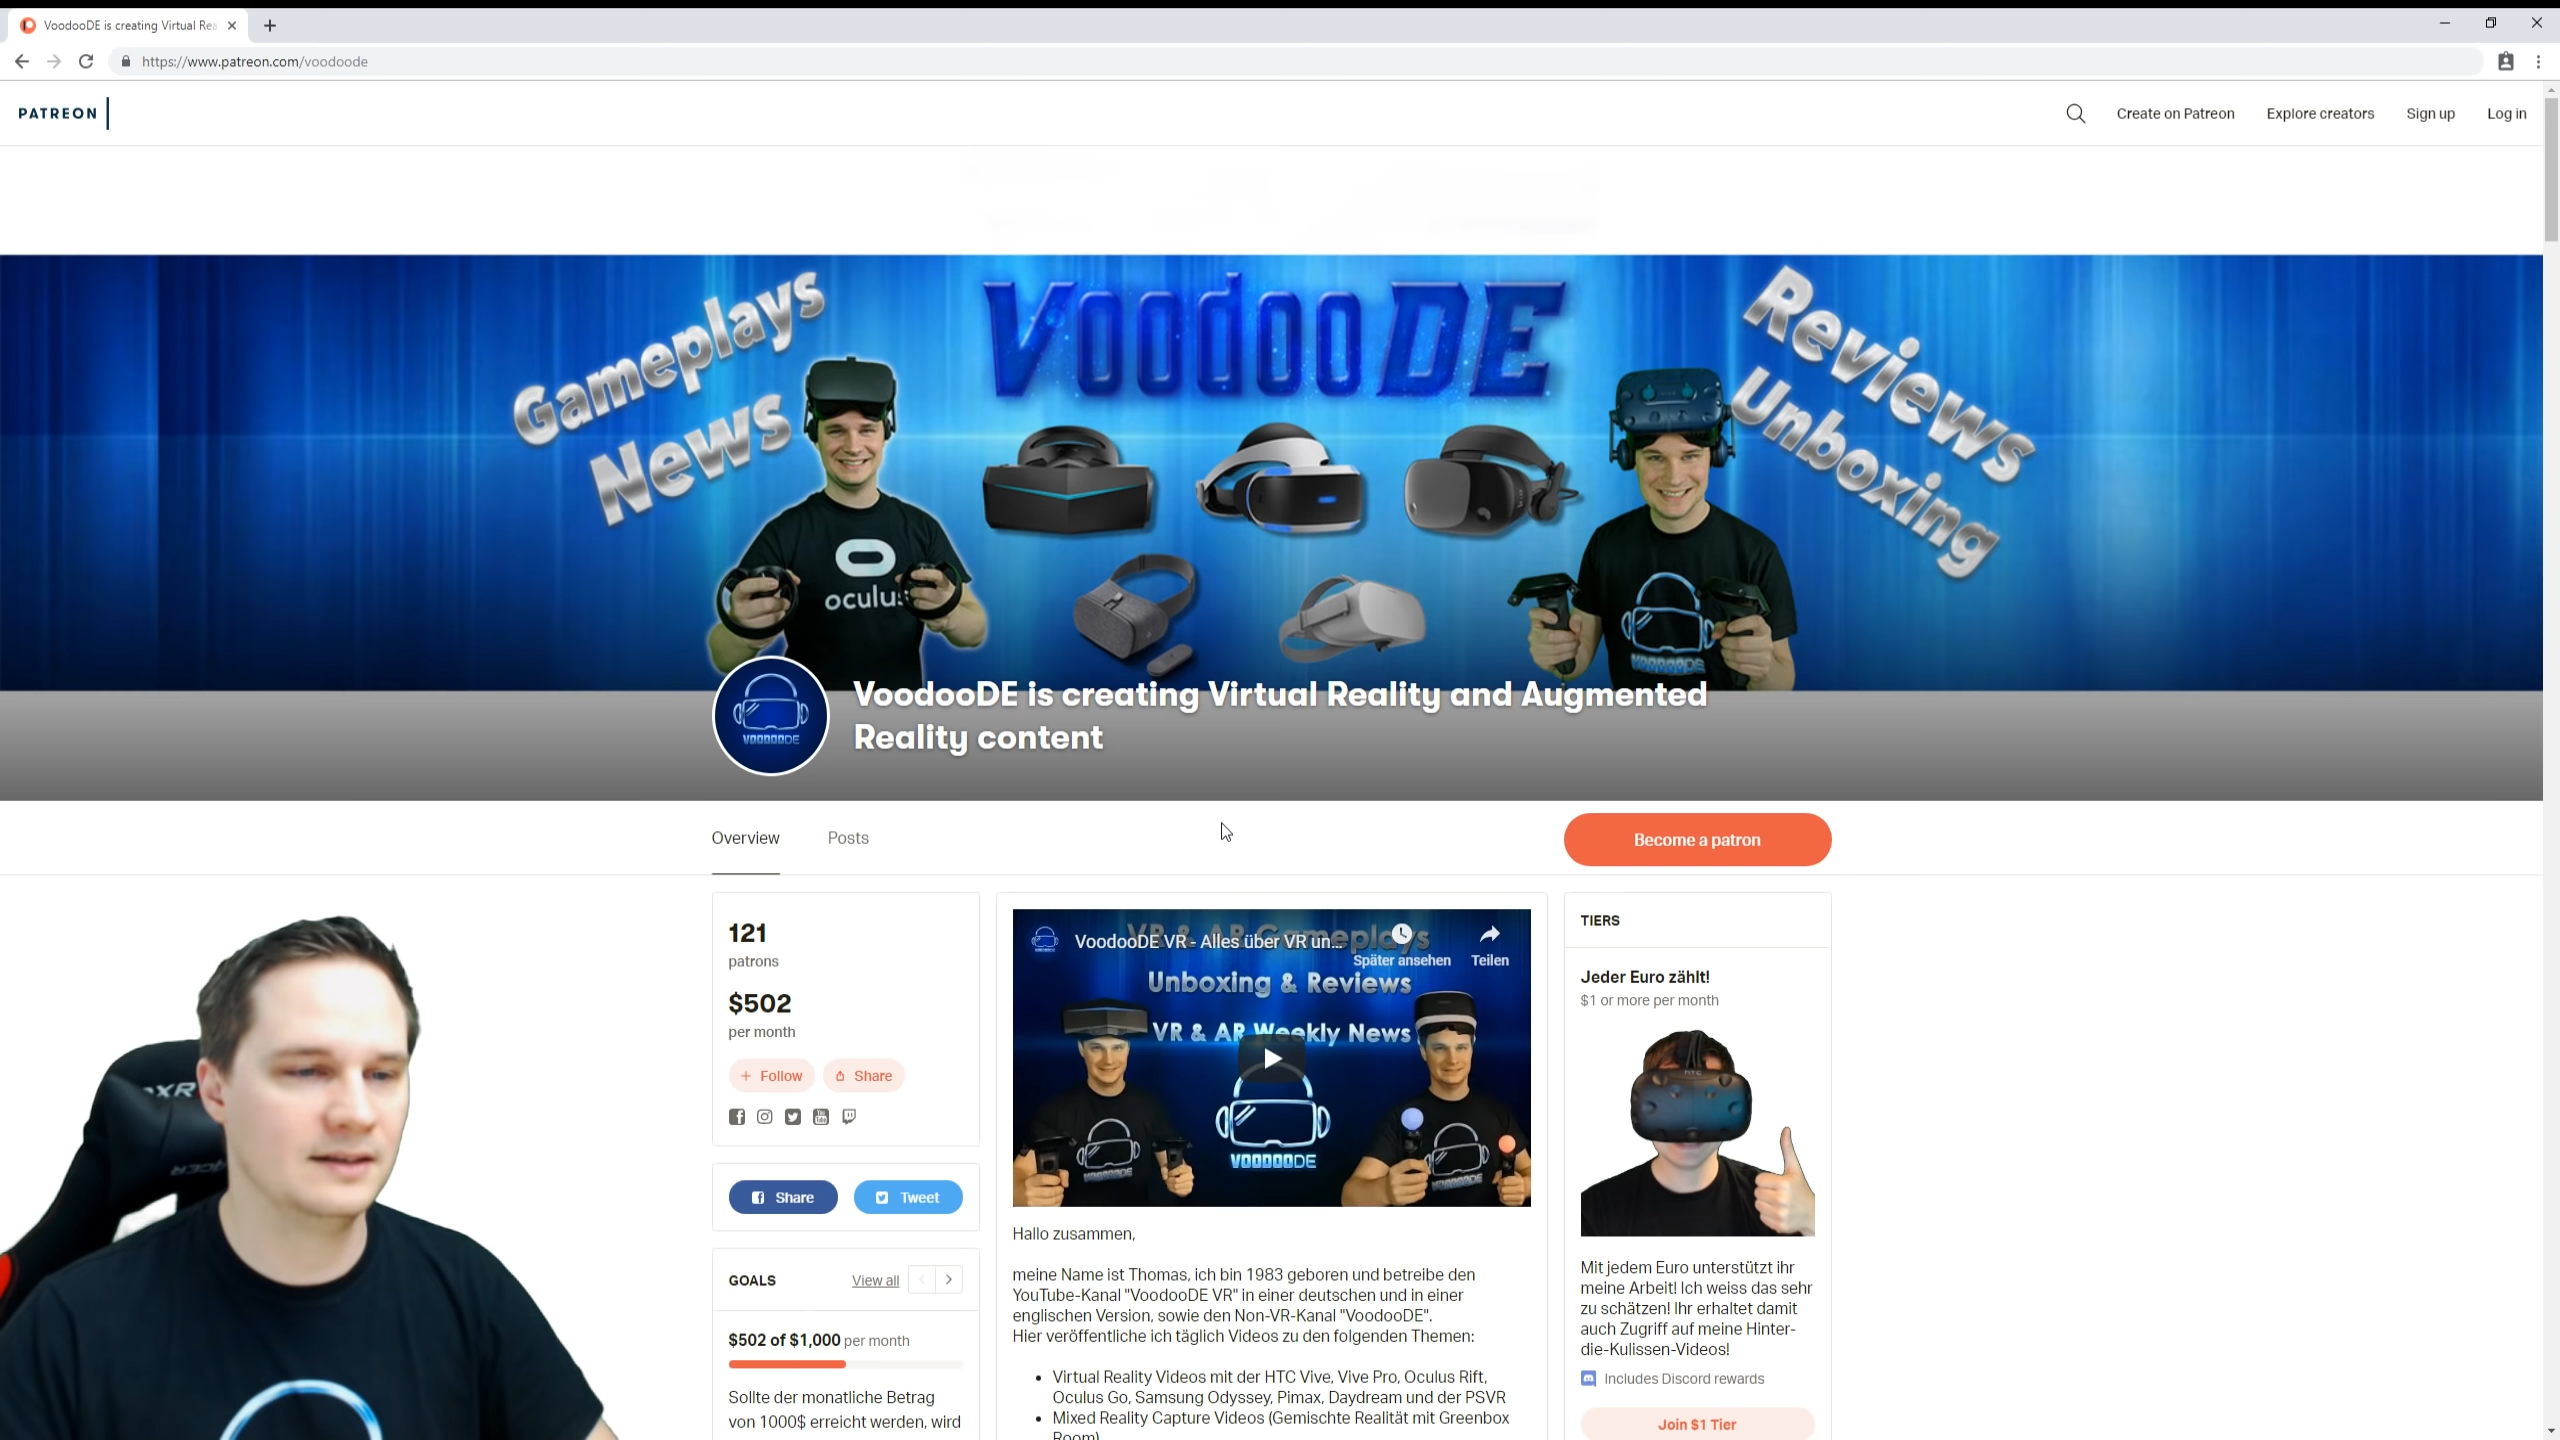 VoodooDE is creating Virtual Rea
https://www.patreon.com/voodoode
PATREON
Create on Patreon
Explore creators
Sign up
Log in
Gameplays
News
VoodooDE
Reviews
Unboxing
oculus
VOODOODE
VOODOODE
VoodooDE is creating Virtual Reality and Augmented
Reality content
Overview
Posts
Become a patron
121
patrons
$502
per month
Follow
Share
Share
Tweet
GOALS
View all
$502 of $1,000 per month
Sollte der monatliche Betrag
von 1000$ erreicht werden, wird
VR & AR Gameplays
VoodooDE VR - Alles über VR un...
Später ansehen
Teilen
Unboxing & Reviews
VR & AR Weekly News
VOODOODE
VOODOODE
VOODOODE
Hallo zusammen,
meine Name ist Thomas, ich bin 1983 geboren und betreibe den
YouTube-Kanal "VoodooDE VR" in einer deutschen und in einer
englischen Version, sowie den Non-VR-Kanal "VoodooDE".
Hier veröffentliche ich täglich Videos zu den folgenden Themen:
• Virtual Reality Videos mit der HTC Vive, Vive Pro, Oculus Rift,
Oculus Go, Samsung Odyssey, Pimax, Daydream und der PSVR
• Mixed Reality Capture Videos (Gemischte Realität mit Greenbox
Room)
TIERS
Jeder Euro zählt!
$1 or more per month
HTC
Mit jedem Euro unterstützt ihr
meine Arbeit! Ich weiss das sehr
zu schätzen! Ihr erhaltet damit
auch Zugriff auf meine Hinter-
die-Kulissen-Videos!
Includes Discord rewards
Join $1 Tier